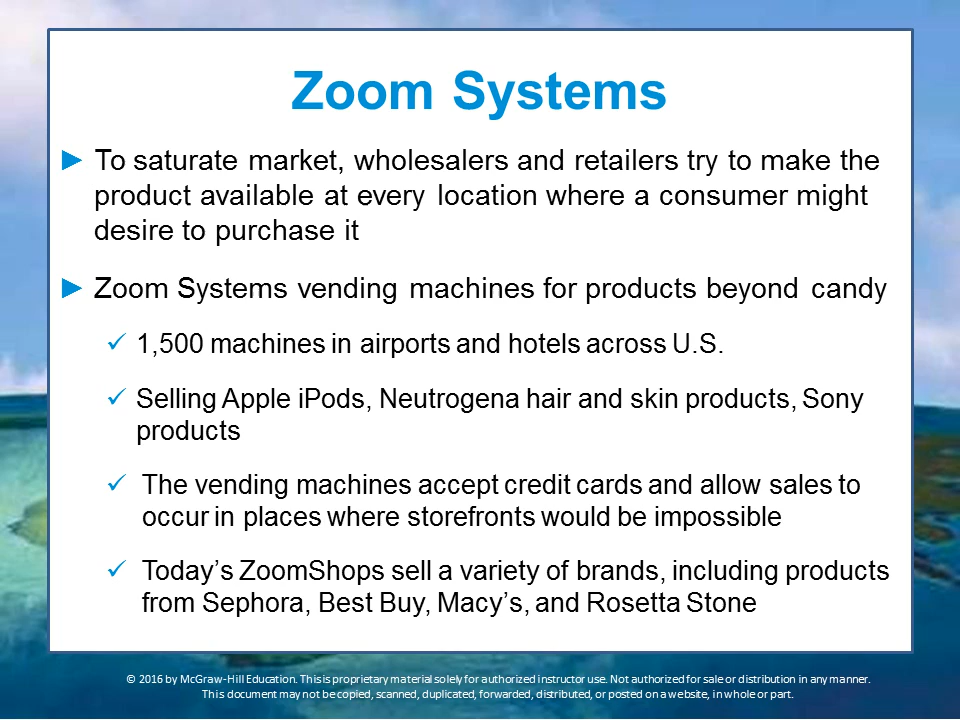 Zoom Systems
► To saturate market, wholesalers and retailers try to make the
product available at every location where a consumer might
desire to purchase it
► Zoom Systems vending machines for products beyond candy
✓ 1,500 machines in airports and hotels across U.S.
✓ Selling Apple iPods, Neutrogena hair and skin products, Sony
products
✓ The vending machines accept credit cards and allow sales to
occur in places where storefronts would be impossible
✓ Today’s ZoomShops sell a variety of brands, including products
from Sephora, Best Buy, Macy’s, and Rosetta Stone
© 2016 by McGraw-Hill Education. This is proprietary material solely for authorized instructor use. Not authorized for sale or distribution in any manner.
This document may not be copied, scanned, duplicated, forwarded, distributed, or posted on a website, in whole or part.